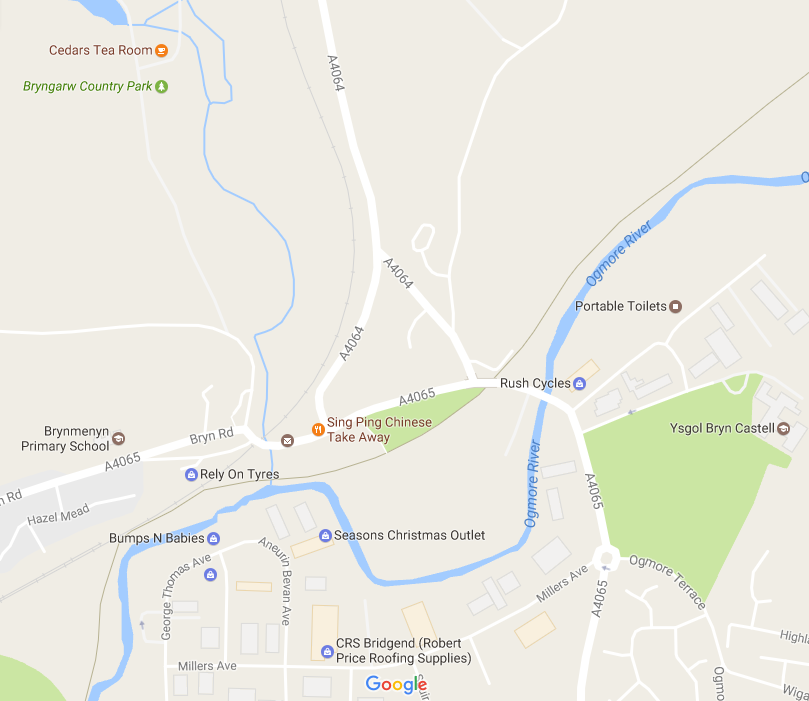 Cedars Tea Room
Bryngarw Country Park
A4064
A4064
A4064
Ogmore River
Portable Toilets
Rush Cycles
A4065
Sing Ping Chinese
Take Away
Brynmenyn
Primary School
Bryn Rd
A4065
Ysgol Bryn Castell
Rely On Tyres
Ogmore River
A4065
Hazel Mead
Bumps N Babies
Seasons Christmas Outlet
George Thomas Ave
Aneurin Bevan Ave
Millers Ave
Ogmore Terrace
A4065
CRS Bridgend (Robert
Price Roofing Supplies)
Millers Ave
Google